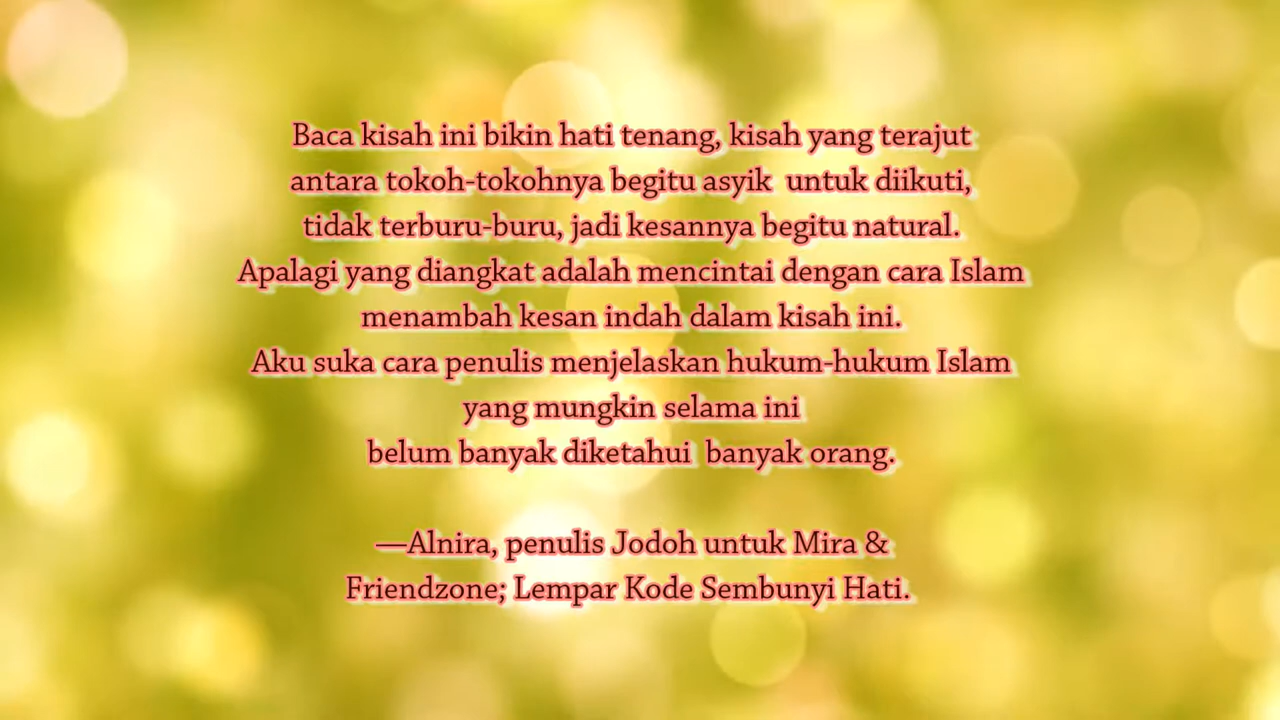 Baca kisah ini bikin hati tenang, kisah yang terajut
antara tokoh-tokohnya begitu asyik  untuk diikuti,
tidak terburu-buru, jadi kesannya begitu natural.
Apalagi yang diangkat adalah mencintai dengan cara Islam
menambah kesan indah dalam kisah ini.
Aku suka cara penulis menjelaskan hukum-hukum Islam
yang mungkin selama ini
belum banyak diketahui  banyak orang.
—Alnira, penulis Jodoh untuk Mira &
Friendzone; Lempar Kode Sembunyi Hati.